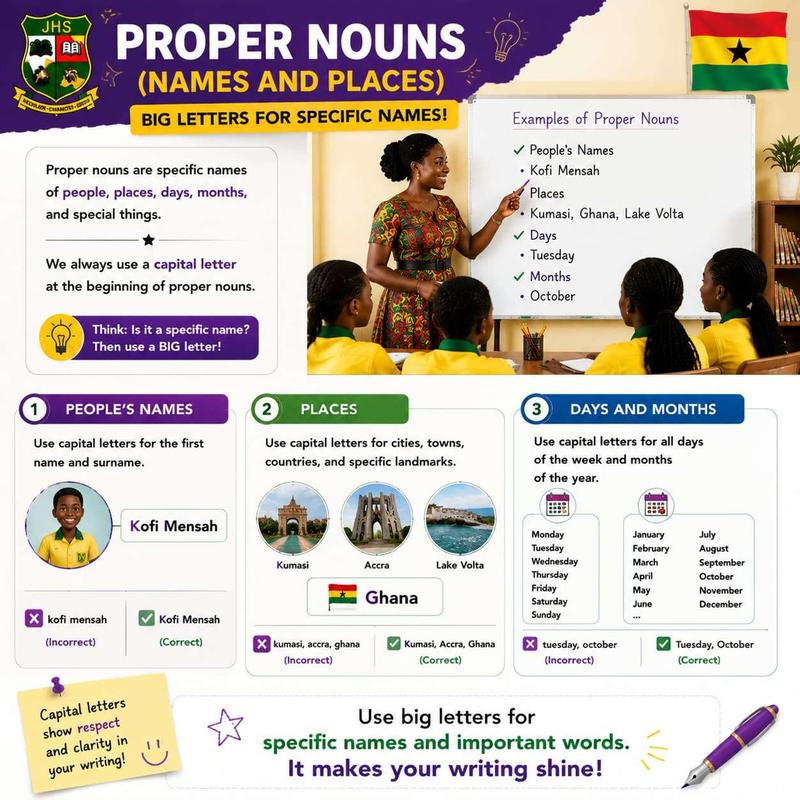 JHS
KNOWLEDGE • CHARACTER •
PROPER NOUNS
(NAMES AND PLACES)
BIG LETTERS FOR SPECIFIC NAMES!
Proper nouns are specific names
of people, places, days, months,
and special things.
We always use a capital letter
at the beginning of proper nouns.
Think: Is it a specific name?
Then use a BIG letter!
Examples of Proper Nouns
✓ People's Names
• Kofi Mensah
Places
• Kumasi, Ghana, Lake Volta
✓ Days
• Tuesday
✓ Months
• October
1 PEOPLE'S NAMES
Use capital letters for the first
name and surname.
Kofi Mensah
kofi mensah
(Incorrect)
Kofi Mensah
(Correct)
2 PLACES
Use capital letters for cities, towns,
countries, and specific landmarks.
Kumasi
Accra
Lake Volta
Ghana
kumasi, accra, ghana
(Incorrect)
Kumasi, Accra, Ghana
(Correct)
3 DAYS AND MONTHS
Use capital letters for all days
of the week and months
of the year.
Monday
Tuesday
Wednesday
Thursday
Friday
Saturday
Sunday
January
February
March
April
May
June
...
July
August
September
October
November
December
tuesday, october
(Incorrect)
Tuesday, October
(Correct)
Capital letters
show respect
and clarity in
your writing!
Use big letters for
specific names and important words.
It makes your writing shine!